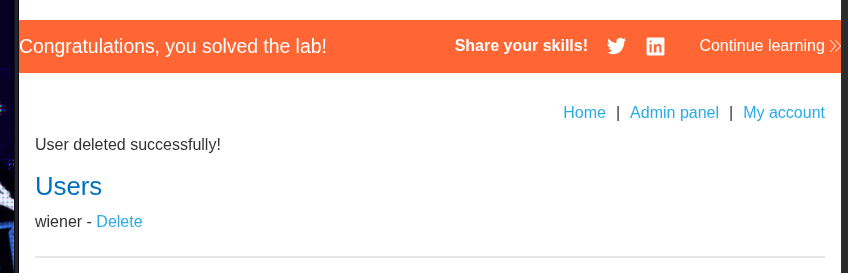 Congratulations, you solved the lab! Share your skills! Continue learning
Home | Admin panel | My account
User deleted successfully!
Users
wiener - Delete